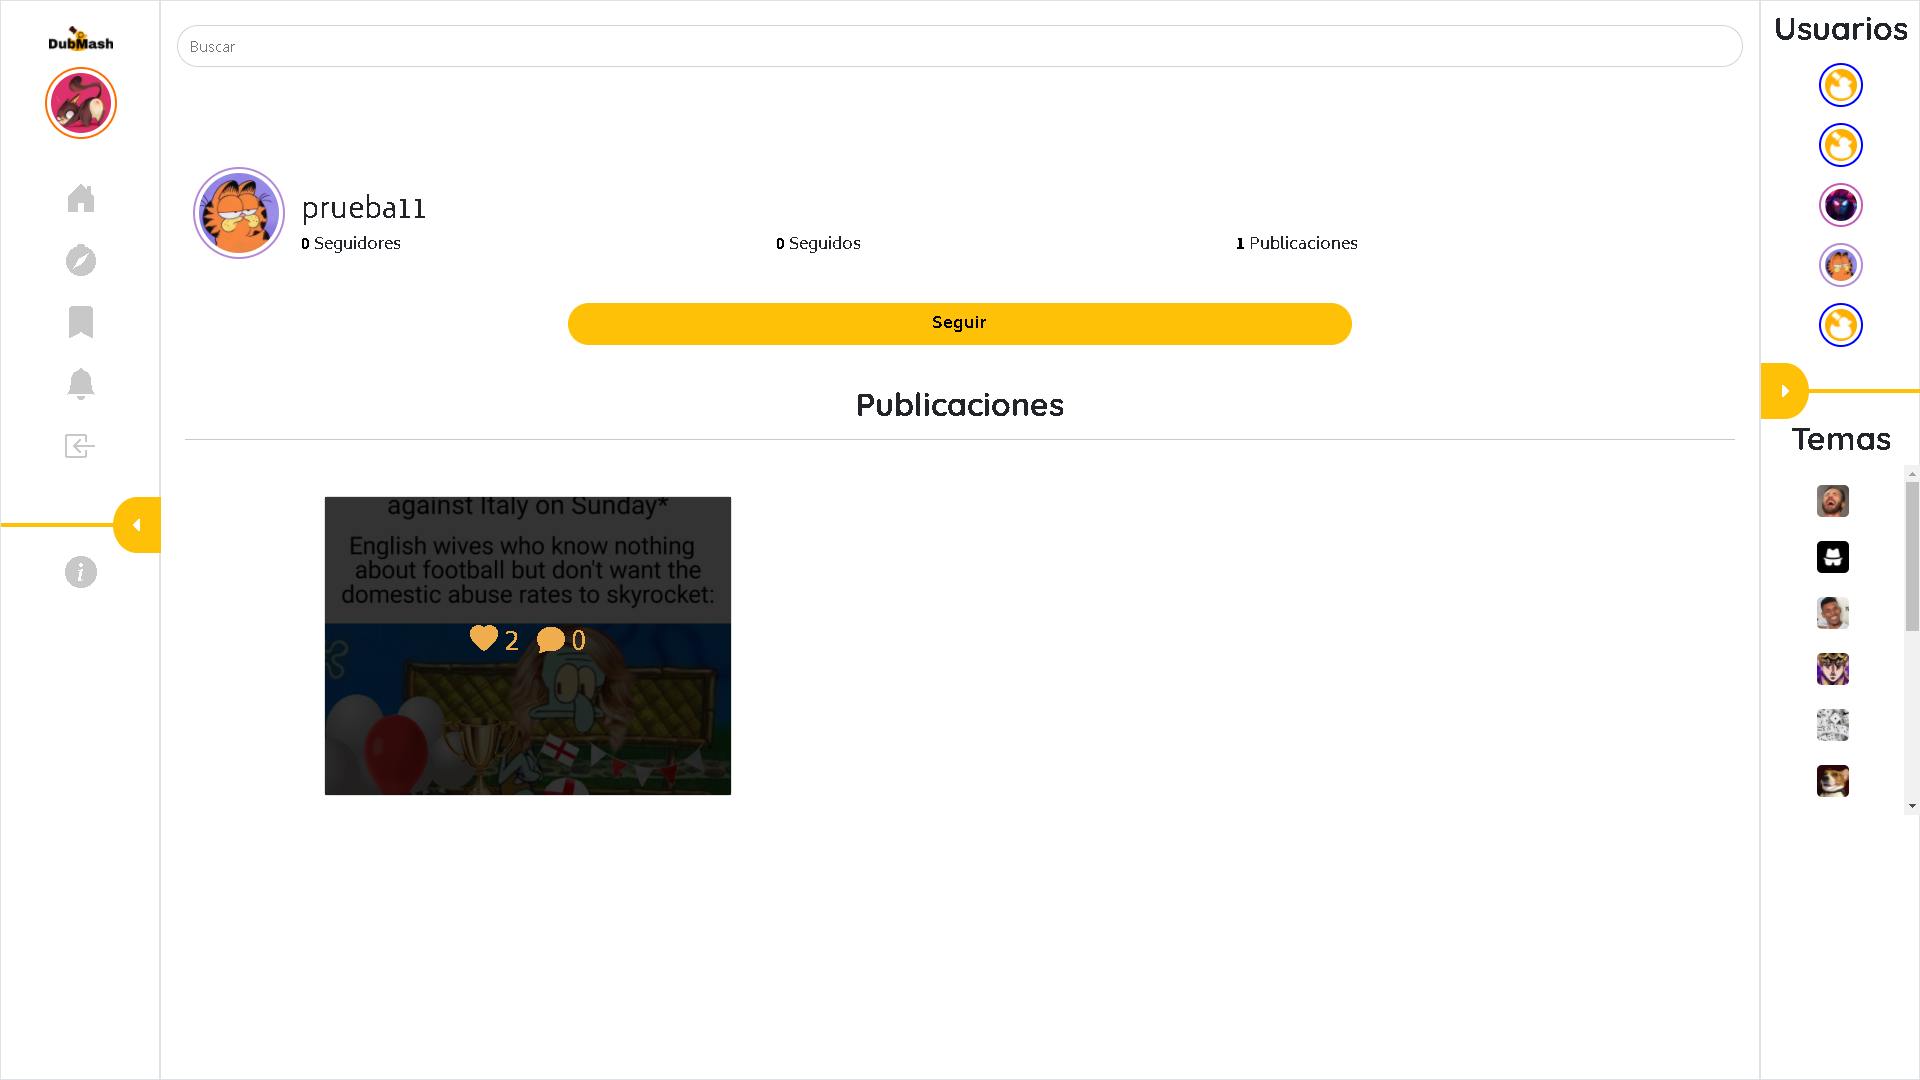 DubMash
Buscar
prueba11
0 Seguidores
0 Seguidos
1 Publicaciones
Seguir
Publicaciones
against Italy on Sunday*
English wives who know nothing
about football but don't want the
domestic abuse rates to skyrocket:
2
0
Usuarios
Temas